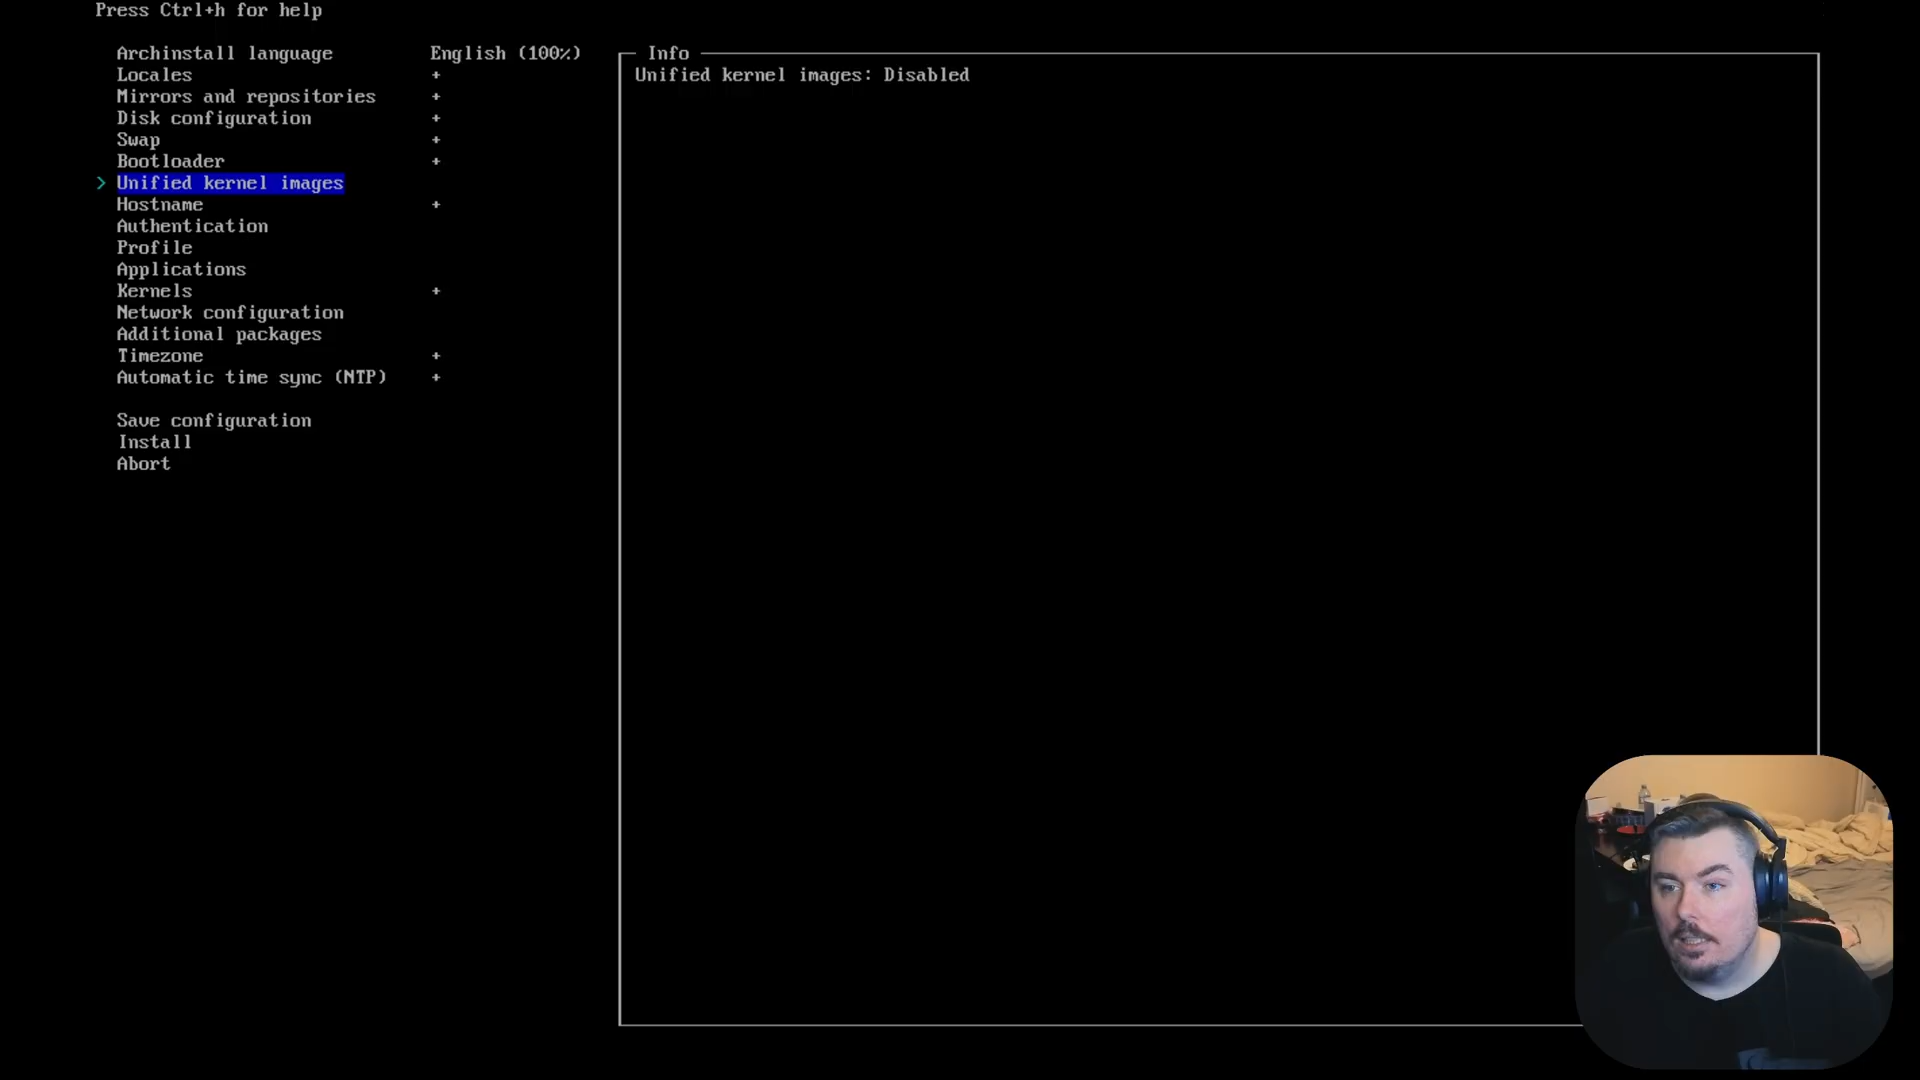 Press Ctrl+h for help
Archinstall language English (100%)
Locales +
Mirrors and repositories +
Disk configuration +
Swap +
Bootloader +
> Unified kernel images
Hostname +
Authentication
Profile
Applications
Kernels +
Network configuration
Additional packages
Timezone +
Automatic time sync (NTP) +
Save configuration
Install
Abort
Info
Unified kernel images: Disabled